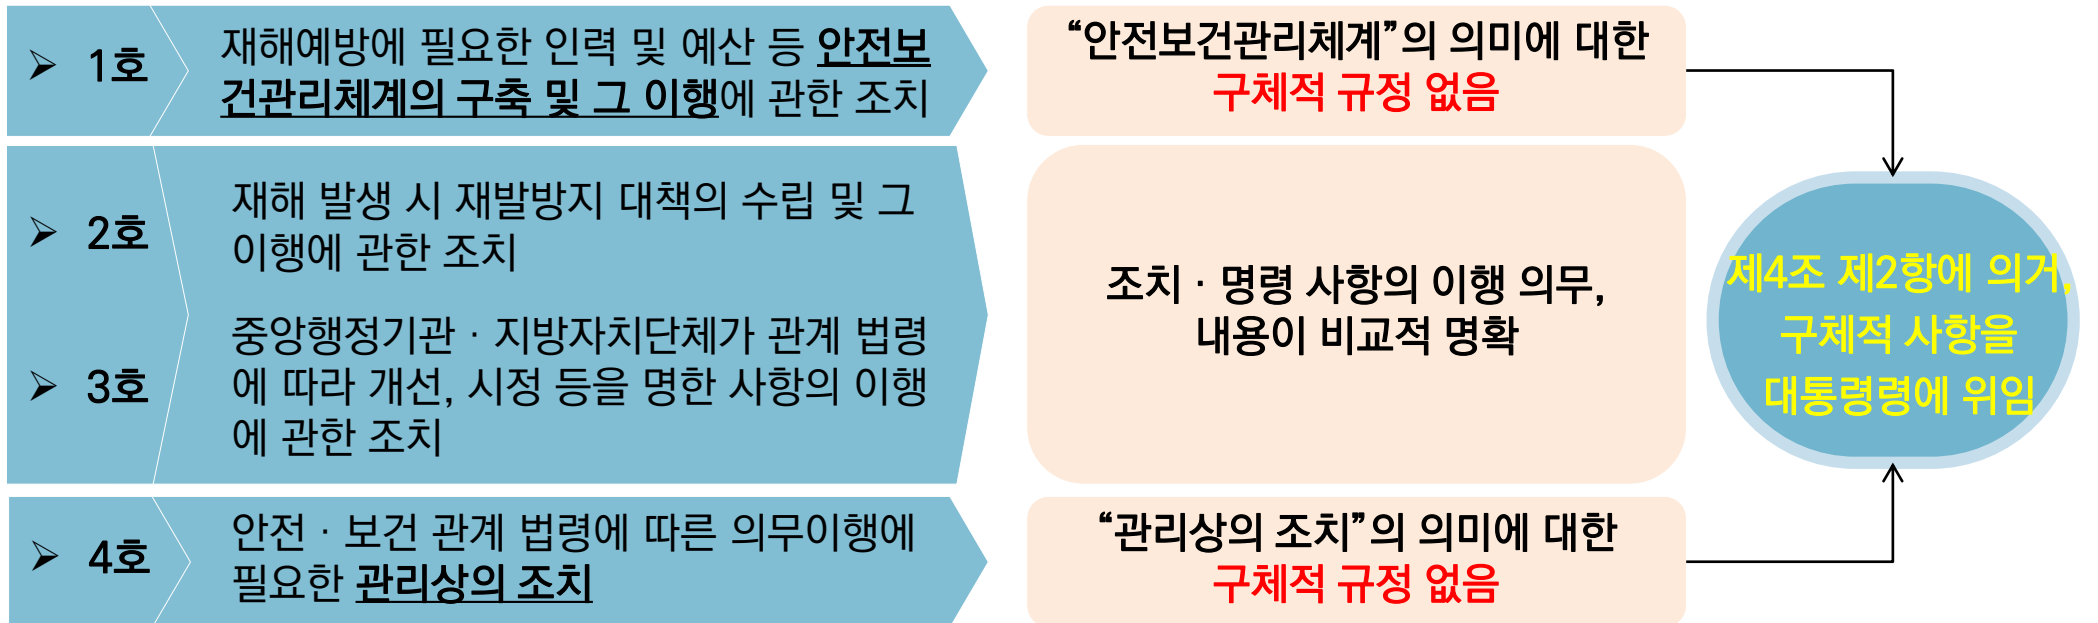 1호
재해예방에 필요한 인력 및 예산 등 안전보
건관리체계의 구축 및 그 이행에 관한 조치
“안전보건관리체계”의 의미에 대한
구체적 규정 없음
2호
재해 발생 시 재발방지 대책의 수립 및 그
이행에 관한 조치
3호
중앙행정기관 · 지방자치단체가 관계 법령
에 따라 개선, 시정 등을 명한 사항의 이행
에 관한 조치
조치 · 명령 사항의 이행 의무,
내용이 비교적 명확
제4조 제2항에 의거,
구체적 사항을
대통령령에 위임
4호
안전 · 보건 관계 법령에 따른 의무이행에
필요한 관리상의 조치
“관리상의 조치”의 의미에 대한
구체적 규정 없음